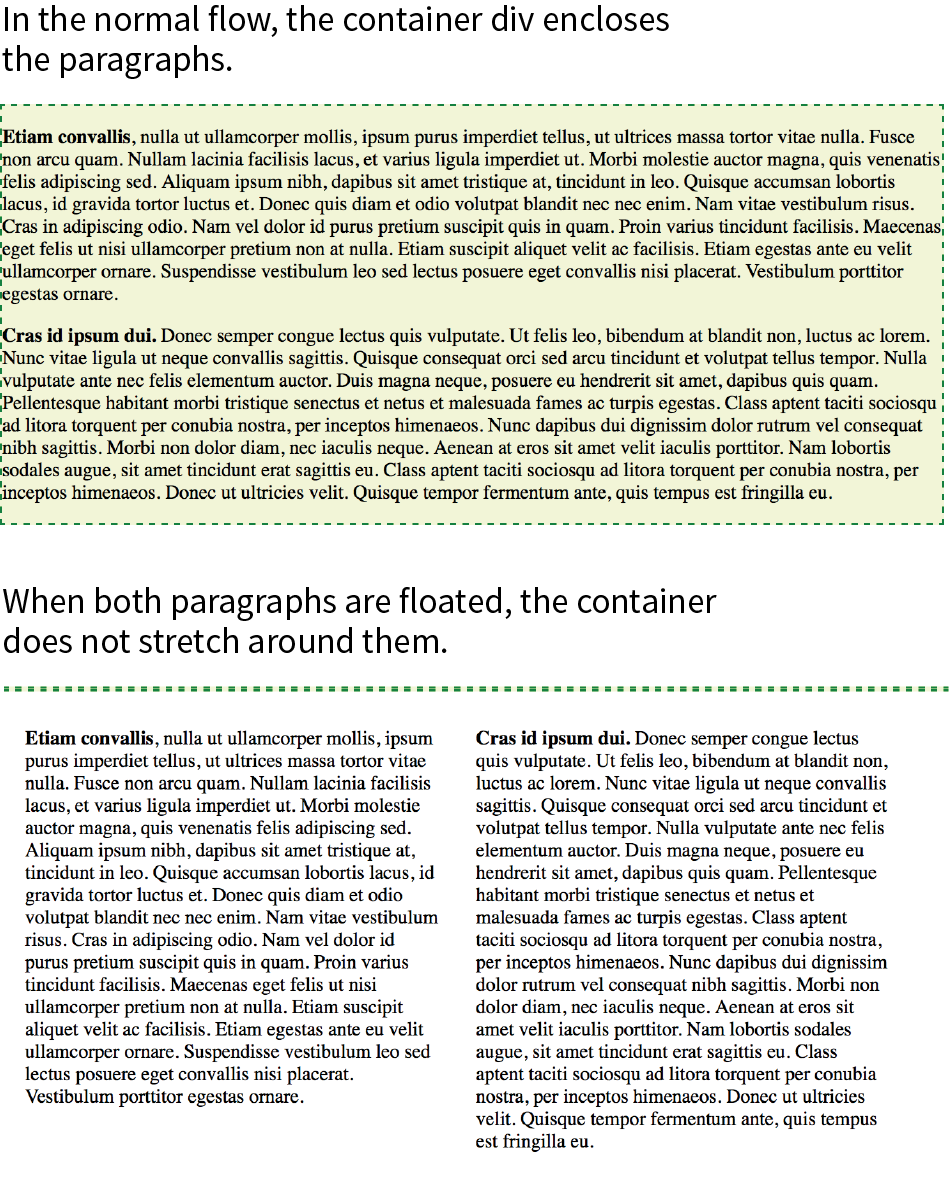 In the normal flow, the container div encloses
the paragraphs.
Etiam convallis, nulla ut ullamcorper mollis, ipsum purus imperdiet tellus, ut ultrices massa tortor vitae nulla. Fusce
non arcu quam. Nullam lacinia facilisis lacus, et varius ligula imperdiet ut. Morbi molestie auctor magna, quis venenatis
felis adipiscing sed. Aliquam ipsum nibh, dapibus sit amet tristique at, tincidunt in leo. Quisque accumsan lobortis
lacus, id gravida tortor luctus et. Donec quis diam et odio volutpat blandit nec nec enim. Nam vitae vestibulum risus.
Cras in adipiscing odio. Nam vel dolor id purus pretium suscipit quis in quam. Proin varius tincidunt facilisis. Maecenas
eget felis ut nisi ullamcorper pretium non at nulla. Etiam suscipit aliquet velit ac facilisis. Etiam egestas ante eu velit
ullamcorper ornare. Suspendisse vestibulum leo sed lectus posuere eget convallis nisi placerat. Vestibulum porttitor
egestas ornare.
Cras id ipsum dui. Donec semper congue lectus quis vulputate. Ut felis leo, bibendum at blandit non, luctus ac lorem.
Nunc vitae ligula ut neque convallis sagittis. Quisque consequat orci sed arcu tincidunt et volutpat tellus tempor. Nulla
vulputate ante nec felis elementum auctor. Duis magna neque, posuere eu hendrerit sit amet, dapibus quis quam.
Pellentesque habitant morbi tristique senectus et netus et malesuada fames ac turpis egestas. Class aptent taciti sociosqu
ad litora torquent per conubia nostra, per inceptos himenaeos. Nunc dapibus dui dignissim dolor rutrum vel consequat
nibh sagittis. Morbi non dolor diam, nec iaculis neque. Aenean at eros sit amet velit iaculis porttitor. Nam lobortis
sodales augue, sit amet tincidunt erat sagittis eu. Class aptent taciti sociosqu ad litora torquent per conubia nostra, per
inceptos himenaeos. Donec ut ultricies velit. Quisque tempor fermentum ante, quis tempus est fringilla eu.
When both paragraphs are floated, the container
does not stretch around them.
Etiam convallis, nulla ut ullamcorper mollis, ipsum
purus imperdiet tellus, ut ultrices massa tortor vitae
nulla. Fusce non arcu quam. Nullam lacinia facilisis
lacus, et varius ligula imperdiet ut. Morbi molestie
auctor magna, quis venenatis felis adipiscing sed.
Aliquam ipsum nibh, dapibus sit amet tristique at,
tincidunt in leo. Quisque accumsan lobortis lacus, id
gravida tortor luctus et. Donec quis diam et odio
volutpat blandit nec nec enim. Nam vitae vestibulum
risus. Cras in adipiscing odio. Nam vel dolor id
purus pretium suscipit quis in quam. Proin varius
tincidunt facilisis. Maecenas eget felis ut nisi
ullamcorper pretium non at nulla. Etiam suscipit
aliquet velit ac facilisis. Etiam egestas ante eu velit
ullamcorper ornare. Suspendisse vestibulum leo sed
lectus posuere eget convallis nisi placerat.
Vestibulum porttitor egestas ornare.
Cras id ipsum dui. Donec semper congue lectus
quis vulputate. Ut felis leo, bibendum at blandit non,
luctus ac lorem. Nunc vitae ligula ut neque convallis
sagittis. Quisque consequat orci sed arcu tincidunt et
volutpat tellus tempor. Nulla vulputate ante nec felis
elementum auctor. Duis magna neque, posuere eu
hendrerit sit amet, dapibus quis quam. Pellentesque
habitant morbi tristique senectus et netus et
malesuada fames ac turpis egestas. Class aptent
taciti sociosqu ad litora torquent per conubia nostra,
per inceptos himenaeos. Nunc dapibus dui dignissim
dolor rutrum vel consequat nibh sagittis. Morbi non
dolor diam, nec iaculis neque. Aenean at eros sit
amet velit iaculis porttitor. Nam lobortis sodales
augue, sit amet tincidunt erat sagittis eu. Class
aptent taciti sociosqu ad litora torquent per conubia
nostra, per inceptos himenaeos. Donec ut ultricies
velit. Quisque tempor fermentum ante, quis tempus
est fringilla eu.